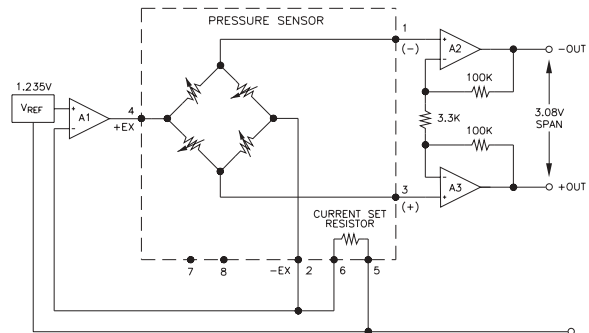 PRESSURE SENSOR
1
(-)
+
A2
-
-OUT
100K
1.235V
VREF
+
A1
-
4
+EX
3.3K
3.08V
SPAN
100K
-
A3
+
+OUT
3
(+)
CURRENT SET
RESISTOR
7
8
-EX
2
6
5